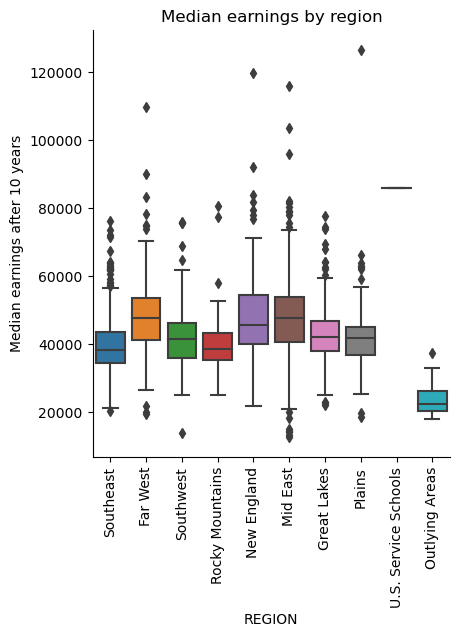 Median earnings by region
Median earnings after 10 years
120000
100000
80000
60000
40000
20000
Southeast
Far West
Southwest
Rocky Mountains
New England
Mid East
Great Lakes
Plains
U.S. Service Schools
Outlying Areas
REGION